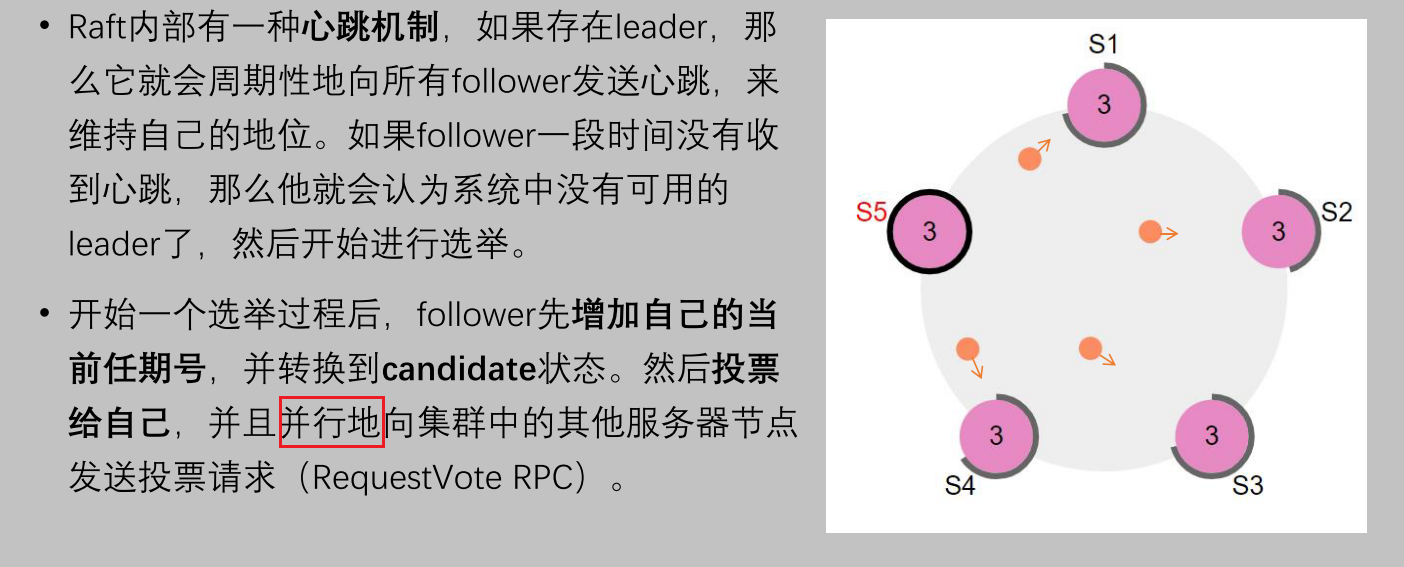 • Raft内部有一种心跳机制，如果存在leader，那
么它就会周期性地向所有follower发送心跳，来
维持自己的地位。如果follower一段时间没有收
到心跳，那么他就会认为系统中没有可用的
leader了，然后开始进行选举。
• 开始一个选举过程后，follower先增加自己的当
前任期号，并转换到candidate状态。然后投票
给自己，并且并行地向集群中的其他服务器节点
发送投票请求（RequestVote RPC）。
S1
3
S5
3
3
S2
3
S4
3
S3